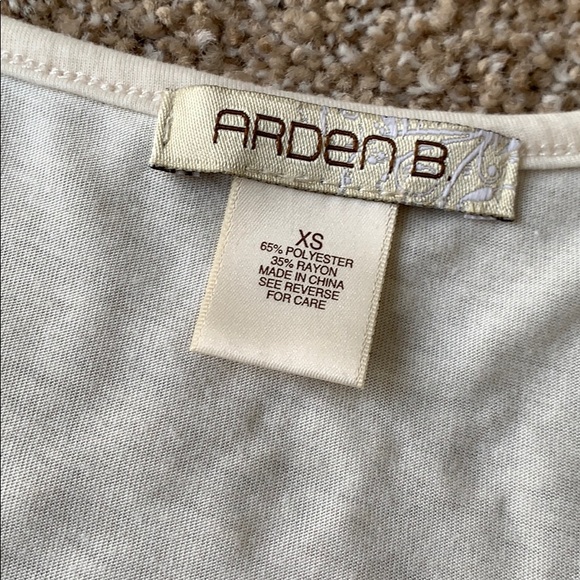 ARDEN B.
XS
65% POLYESTER
35% RAYON
MADE IN CHINA
SEE REVERSE
FOR CARE